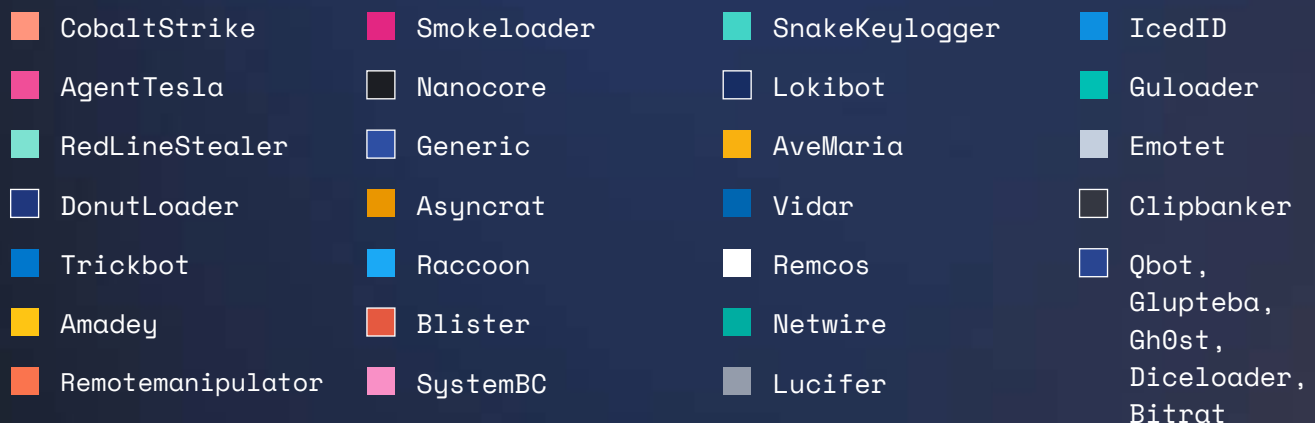 CobaltStrike
AgentTesla
RedLineStealer
DonutLoader
Trickbot
Amadey
Remotemanipulator
Smokeloader
Nanocore
Generic
Asyncrat
Raccoon
Blister
SystemBC
SnakeKeylogger
Lokibot
AveMaria
Vidar
Remcos
Netwire
Lucifer
IcedID
Guloader
Emotet
Clipbanker
Qbot,
Glupteba,
Gh0st,
Diceloader,
Bitrat